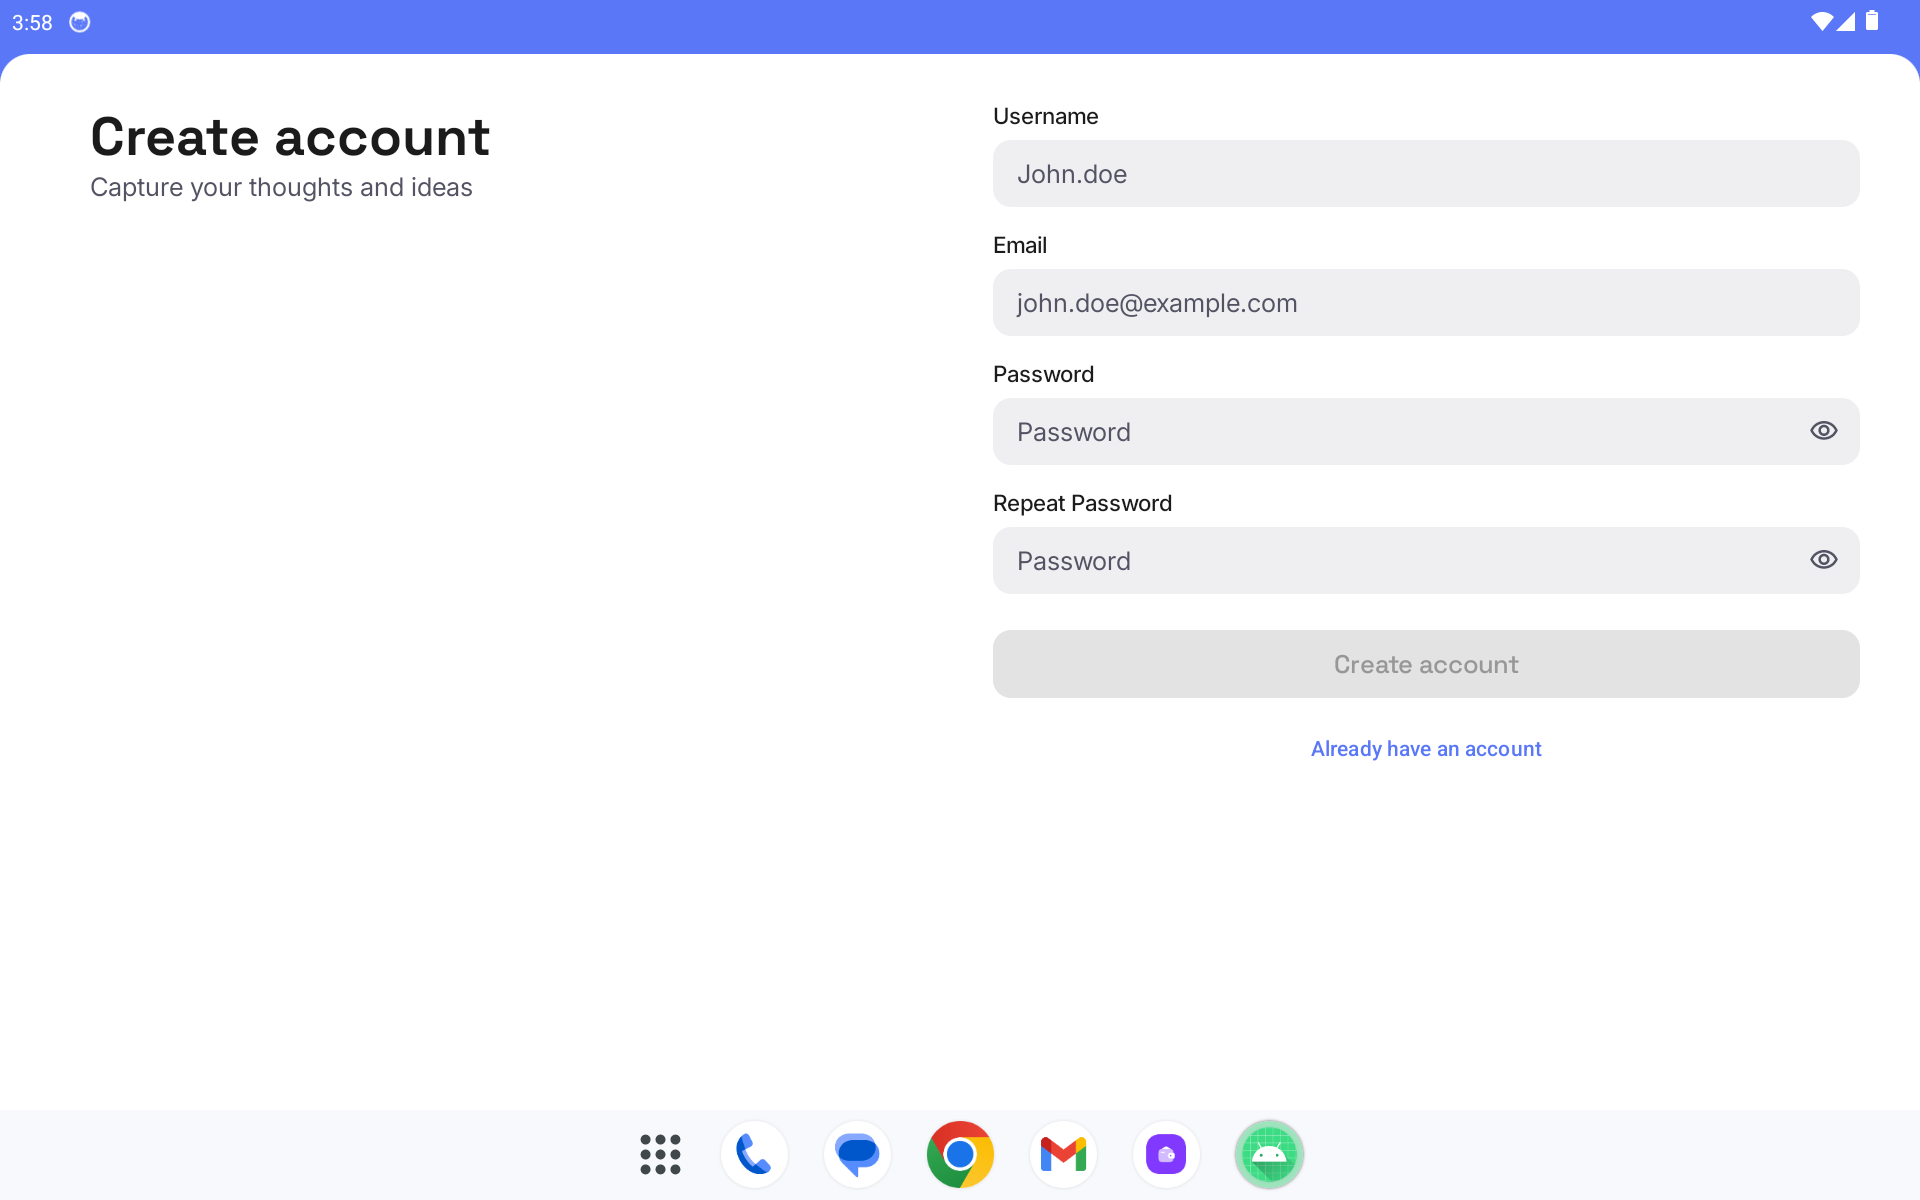 3:58
Create account
Capture your thoughts and ideas
Username
John.doe
Email
john.doe@example.com
Password
Password
Repeat Password
Password
Create account
Already have an account